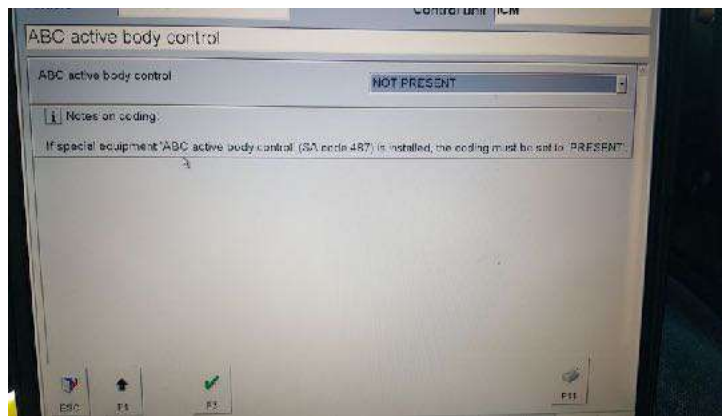 Control unit ICM
ABC active body control
ABC active body control
NOT PRESENT
i Notes on coding
If special equipment 'ABC active body control' (SA code 487) is installed, the coding must be set to 'PRESENT'.
ESC
F1
F3
F11